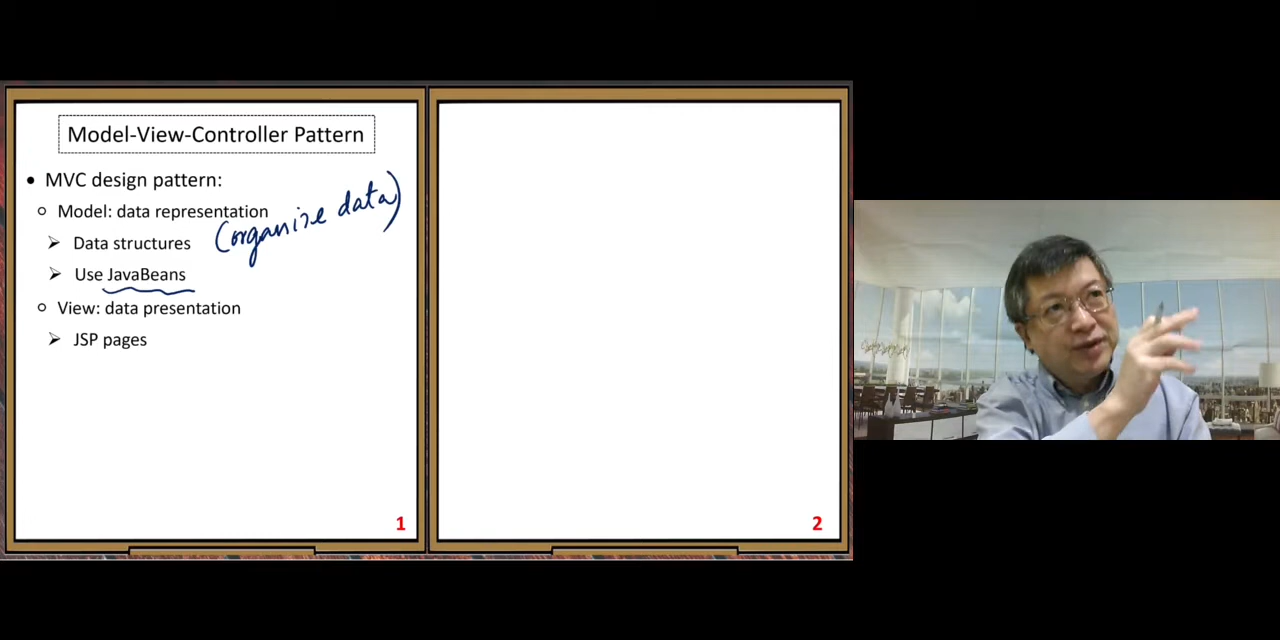 Model-View-Controller Pattern
• MVC design pattern:
○ Model: data representation
(organize data)
➢ Data structures
➢ Use JavaBeans
○ View: data presentation
➢ JSP pages
1
2